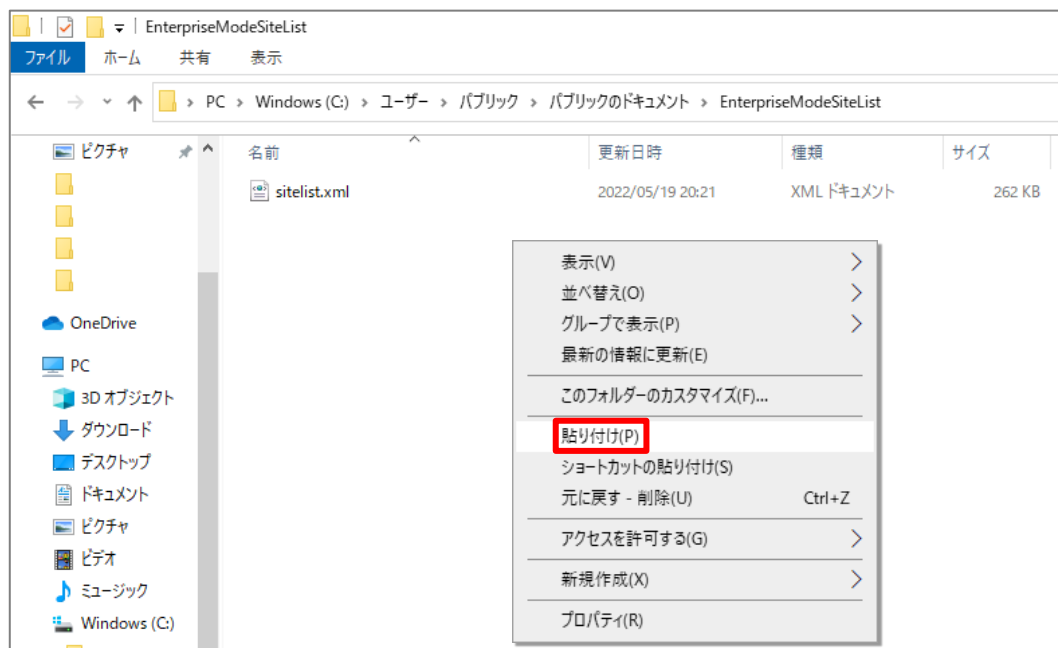 EnterpriseModeSiteList
ファイル ホーム 共有 表示
PC > Windows (C:) > ユーザー > パブリック > パブリックのドキュメント > EnterpriseModeSiteList
名前 更新日時 種類 サイズ
sitelist.xml 2022/05/19 20:21 XML ドキュメント 262 KB
ピクチャ
OneDrive
PC
3D オブジェクト
ダウンロード
デスクトップ
ドキュメント
ピクチャ
ビデオ
ミュージック
Windows (C:)
表示(V)
並べ替え(O)
グループで表示(P)
最新の情報に更新(E)
このフォルダーのカスタマイズ(F)...
貼り付け(P)
ショートカットの貼り付け(S)
元に戻す - 削除(U) Ctrl+Z
アクセスを許可する(G)
新規作成(X)
プロパティ(R)